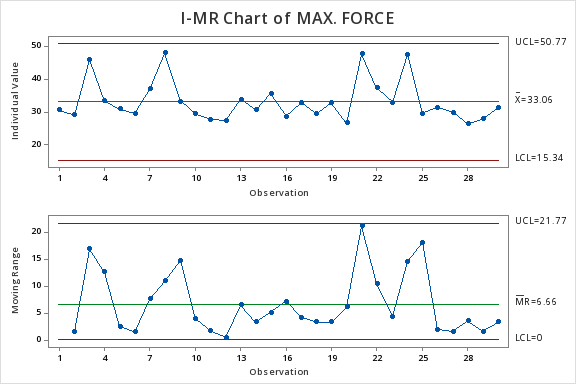 I-MR Chart of MAX. FORCE
Individual Value
50
40
30
20
UCL=50.77
X̄=33.06
LCL=15.34
1 4 7 10 13 16 19 22 25 28
Observation
Moving Range
20
15
10
5
0
UCL=21.77
M̅R̅=6.66
LCL=0
1 4 7 10 13 16 19 22 25 28
Observation